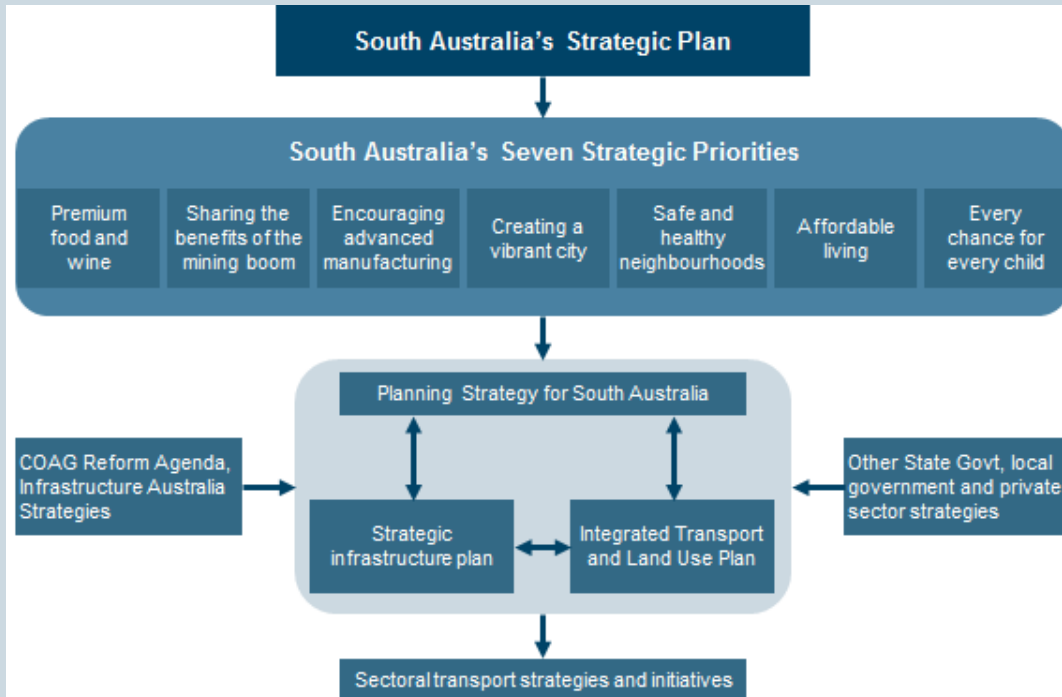 South Australia's Strategic Plan
South Australia's Seven Strategic Priorities
Premium
food and
wine
Sharing the
benefits of the
mining boom
Encouraging
advanced
manufacturing
Creating a
vibrant city
Safe and
healthy
neighbourhoods
Affordable
living
Every
chance for
every child
Planning Strategy for South Australia
COAG Reform Agenda,
Infrastructure Australia
Strategies
Other State Govt, local
government and private
sector strategies
Strategic
infrastructure plan
Integrated Transport
and Land Use Plan
Sectoral transport strategies and initiatives